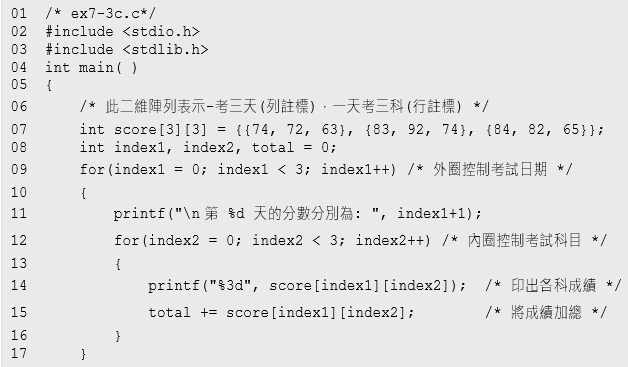 01 /* ex7-3c.c*/
02 #include <stdio.h>
03 #include <stdlib.h>
04 int main( )
05 {
06     /* 此二維陣列表示-考三天(列註標)，一天考三科(行註標) */
07     int score[3][3] = {{74, 72, 63}, {83, 92, 74}, {84, 82, 65}};
08     int index1, index2, total = 0;
09     for(index1 = 0; index1 < 3; index1++) /* 外圈控制考試日期 */
10     {
11         printf("\n 第 %d 天的分數分別為: ", index1+1);
12         for(index2 = 0; index2 < 3; index2++) /* 內圈控制考試科目 */
13         {
14             printf("%3d", score[index1][index2]);  /* 印出各科成績 */
15             total += score[index1][index2];        /* 將成績加總 */
16         }
17     }